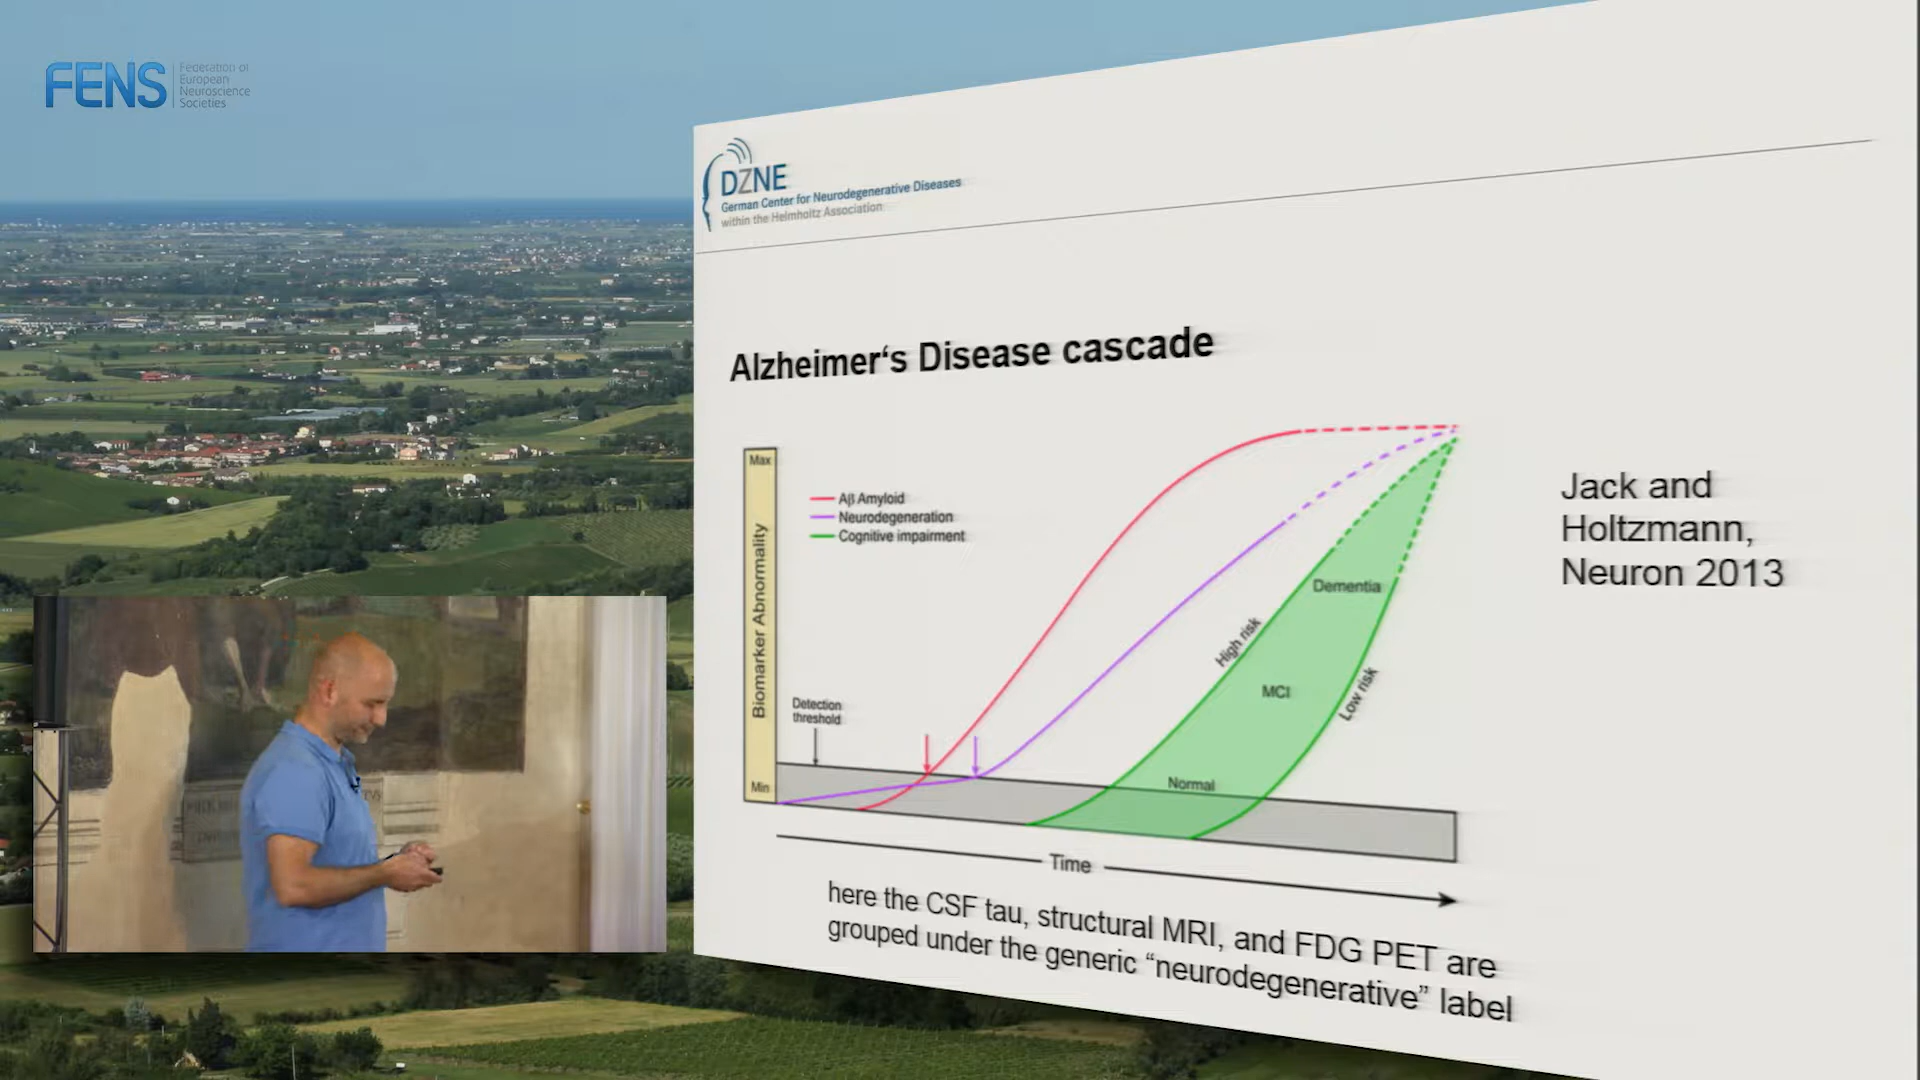 FENS
Federation of
European
Neuroscience
Societies
DZNE
German Center for Neurodegenerative Diseases
within the Helmholtz Association
Alzheimer‘s Disease cascade
Max
Aβ Amyloid
Neurodegeneration
Cognitive impairment
Biomarker Abnormality
Detection
threshold
Min
High risk
Dementia
MCI
Low risk
Normal
Time
Jack and
Holtzmann,
Neuron 2013
here the CSF tau, structural MRI, and FDG PET are
grouped under the generic “neurodegenerative” label